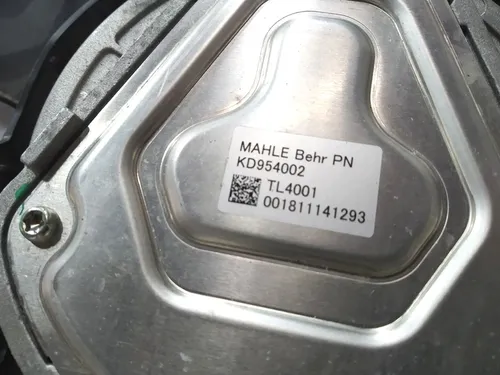 MAHLE Behr PN
KD954002
TL4001
001811141293